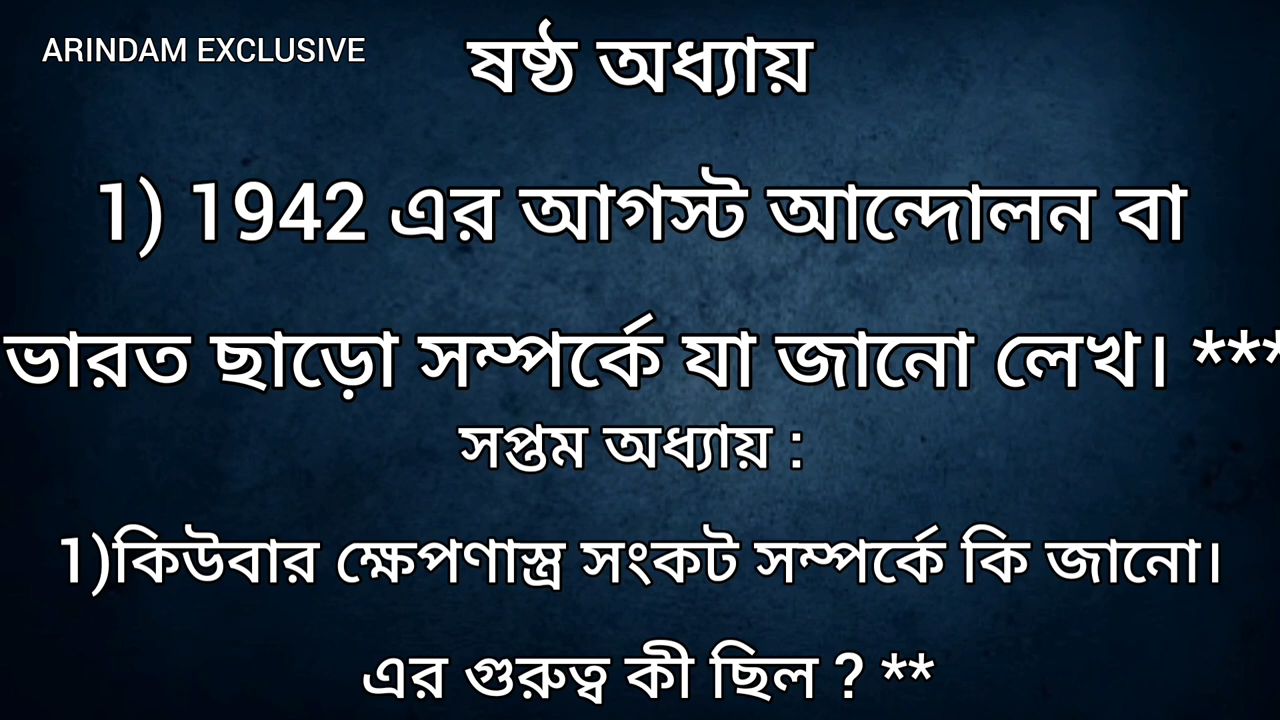 ARINDAM EXCLUSIVE
ষষ্ঠ অধ্যায়
1) 1942 এর আগস্ট আন্দোলন বা
ভারত ছাড়ো সম্পর্কে যা জানো লেখ। ***
সপ্তম অধ্যায় :
1)কিউবার ক্ষেপণাস্ত্র সংকট সম্পর্কে কি জানো।
এর গুরুত্ব কী ছিল ? **